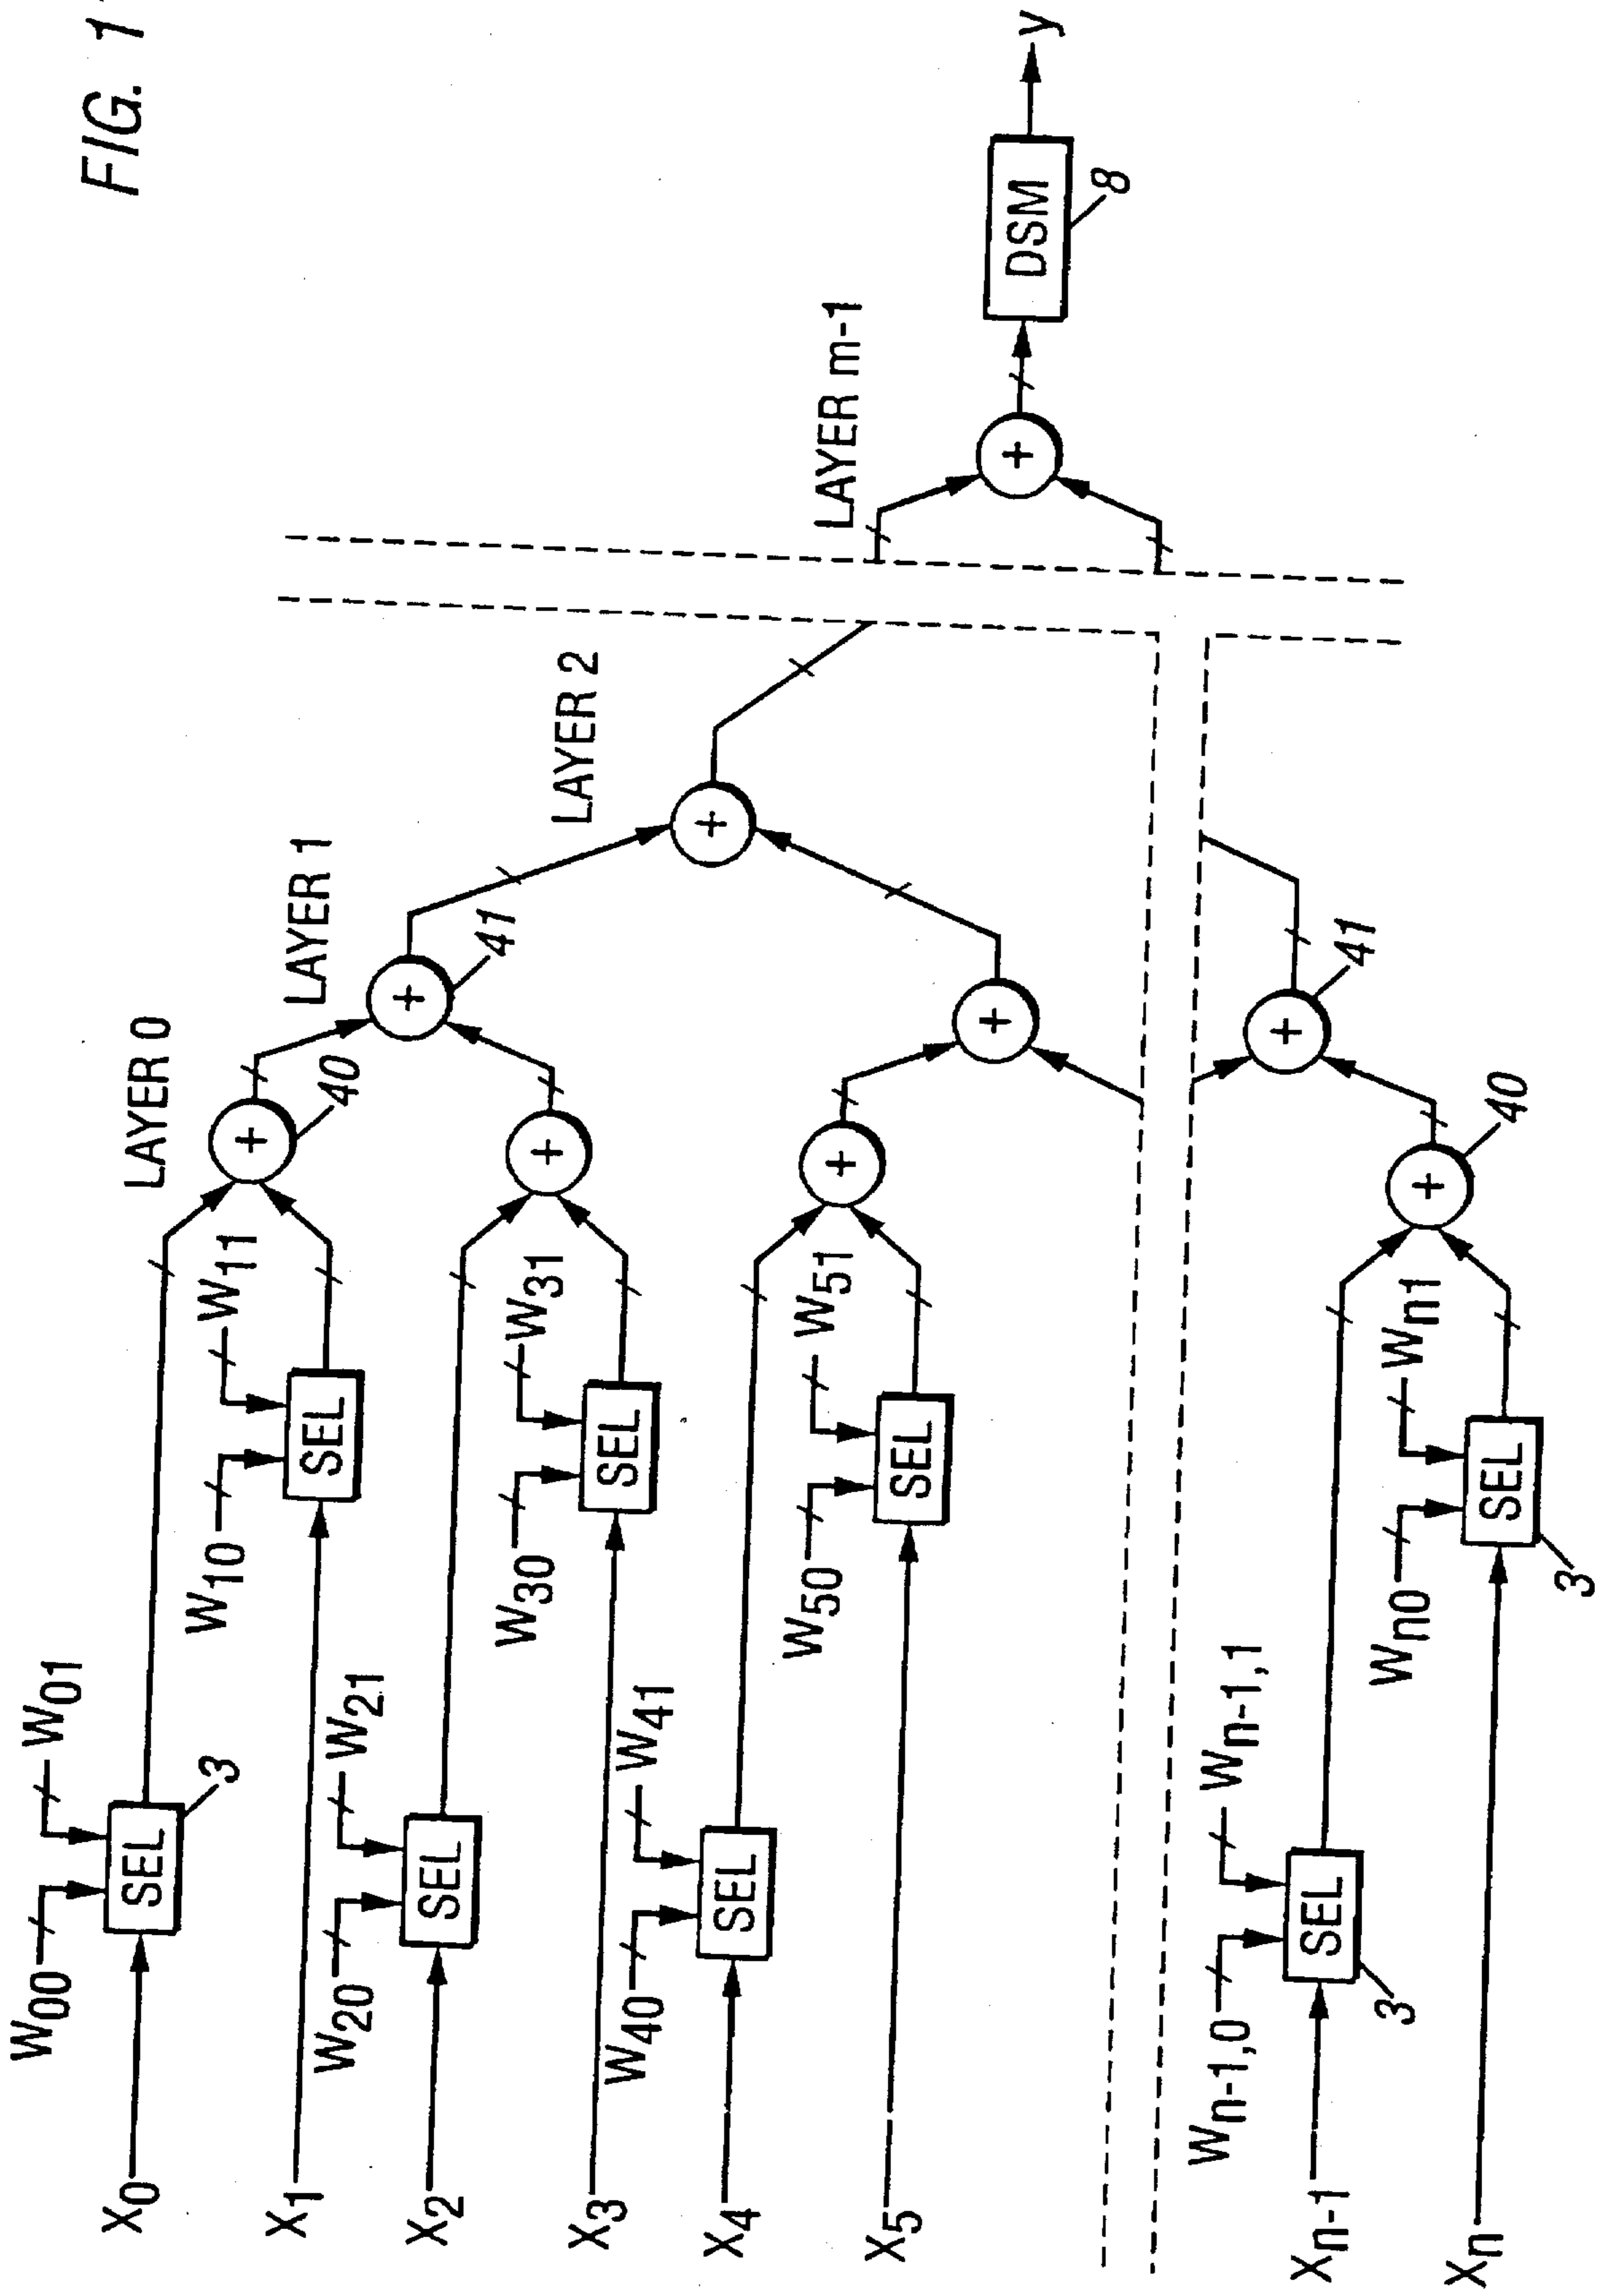 FIG. 1
LAYER 0
LAYER 1
LAYER 2
LAYER m-1
X0
W00
W01
SEL
3
X1
W10
W11
SEL
40
+
41
+
X2
W20
W21
SEL
X3
W30
W31
SEL
+
+
X4
W40
W41
SEL
X5
W50
W51
SEL
+
+
+
DSM
8
y
Xn-1
Wn-1,0
Wn-1,1
SEL
3
Xn
Wn0
Wn1
SEL
3
+
40
+
41